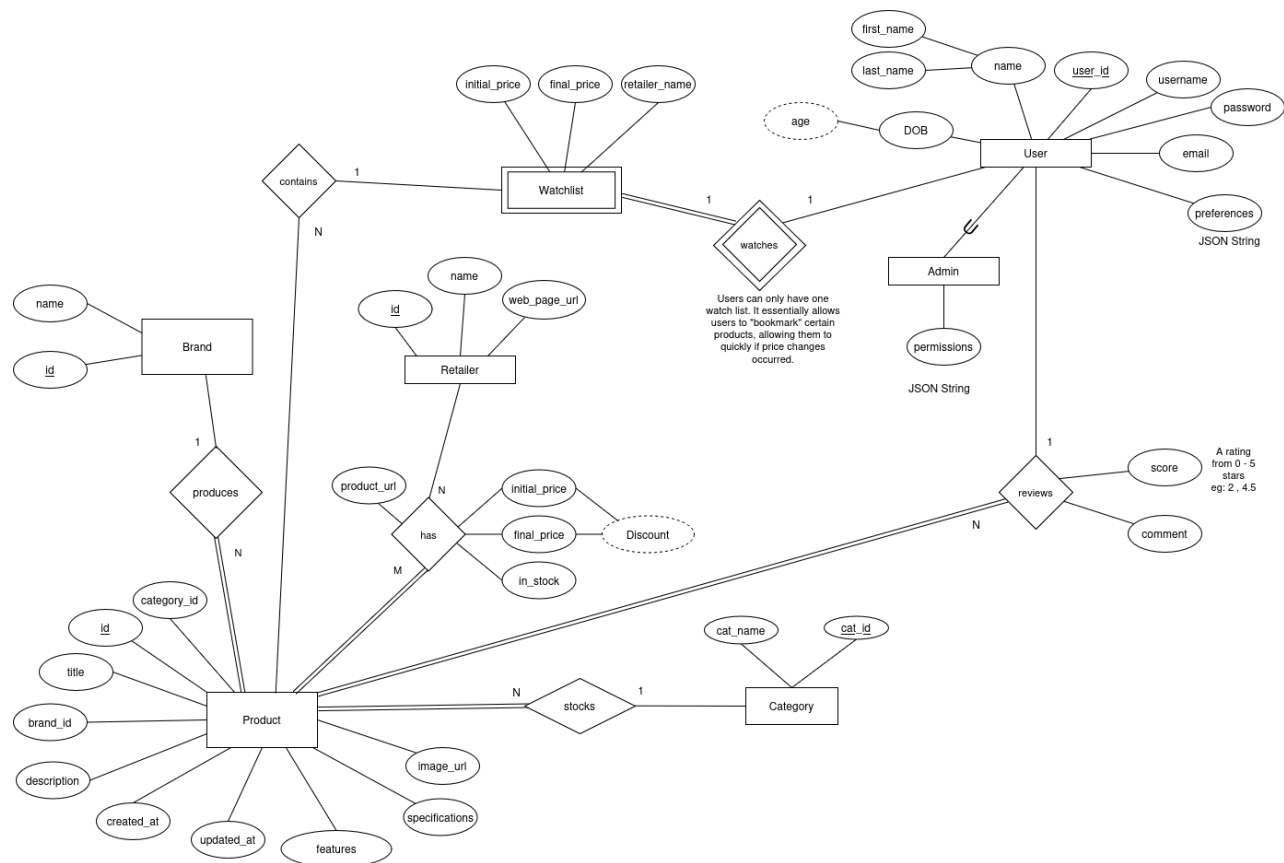 first_name
last_name
name
user_id
username
password
email
preferences
JSON String
age
DOB
User
initial_price
final_price
retailer_name
Watchlist
contains
1
N
1
1
watches
Users can only have one
watch list. It essentially allows
users to "bookmark" certain
products, allowing them to
quickly if price changes
occurred.
Admin
permissions
JSON String
name
id
Brand
1
produces
N
id
name
web_page_url
Retailer
N
product_url
has
M
initial_price
final_price
in_stock
Discount
1
reviews
N
score
comment
A rating
from 0 - 5
stars
eg: 2 , 4.5
category_id
id
title
brand_id
description
created_at
updated_at
features
specifications
image_url
Product
N
stocks
1
cat_name
cat_id
Category